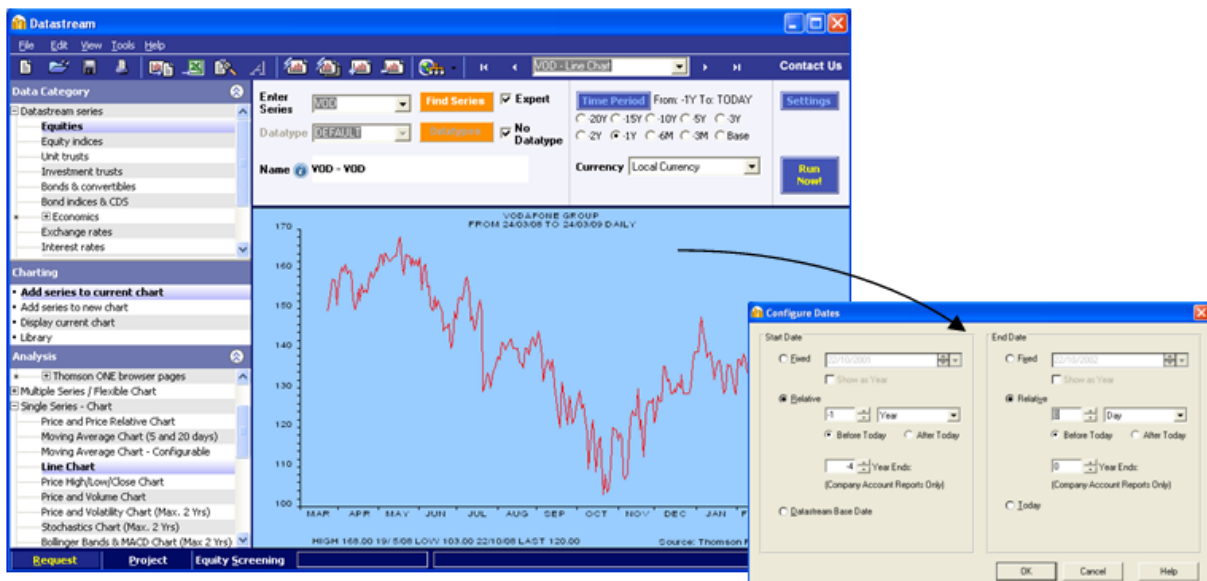 Datastream
File Edit View Tools Help
VOD - Line Chart Contact Us
Data Category
Datastream series
Equities
Equity indices
Unit trusts
Investment trusts
Bonds & convertibles
Bond indices & CDS
Economics
Exchange rates
Interest rates
Charting
Add series to current chart
Add series to new chart
Display current chart
Library
Analysis
Thomson ONE browser pages
Multiple Series / Flexible Chart
Single Series - Chart
Price and Price Relative Chart
Moving Average Chart (5 and 20 days)
Moving Average Chart - Configurable
Line Chart
Price High/Low/Close Chart
Price and Volume Chart
Price and Volatility Chart (Max. 2 Yrs)
Stochastics Chart (Max. 2 Yrs)
Bollinger Bands & MACD Chart (Max 2 Yrs)
Request Project Equity Screening
Enter Series VOD Find Series Expert
Datatype DEFAULT Datatypes No Datatype
Name VOD - VOD
Time Period From: -1Y To: TODAY
-20Y -15Y -10Y -5Y -3Y
-2Y -1Y -6M -3M Base
Currency Local Currency
Settings
Run Now!
VODAFONE GROUP
FROM 24/03/08 TO 24/03/09 DAILY
170
160
150
140
130
120
110
100
MAR APR MAY JUN JUL AUG SEP OCT NOV DEC JAN F
HIGH 168.00 19/5/08 LOW 103.00 22/10/08 LAST 120.00 Source: Thomson
Configure Dates
Start Date
Fixed 22/10/2001
Show as Year
Relative
-1 Year
Before Today After Today
-4 Year Ends:
(Company Account Reports Only)
Datastream Base Date
End Date
Fixed 22/10/2002
Show as Year
Relative
Day
Before Today After Today
0 Year Ends:
(Company Account Reports Only)
Today
OK Cancel Help